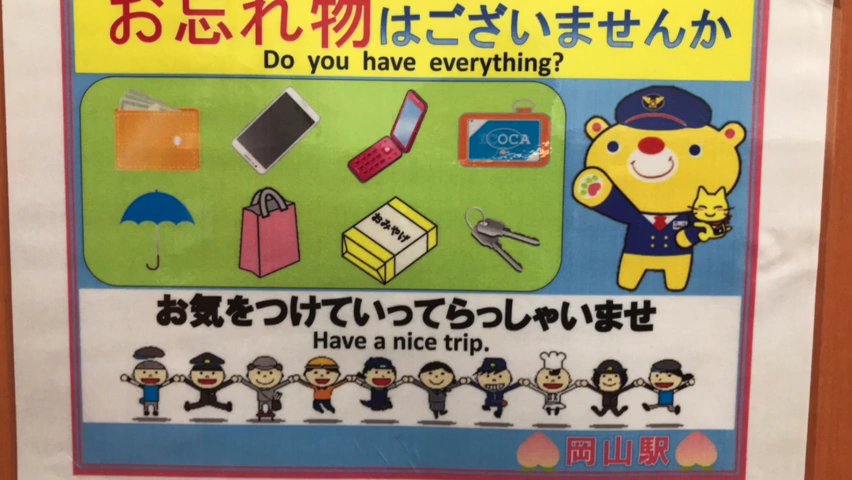 お忘れ物はございませんか
Do you have everything?
ICOCA
おみやげ
お気をつけていってらっしゃいませ
Have a nice trip.
岡山駅